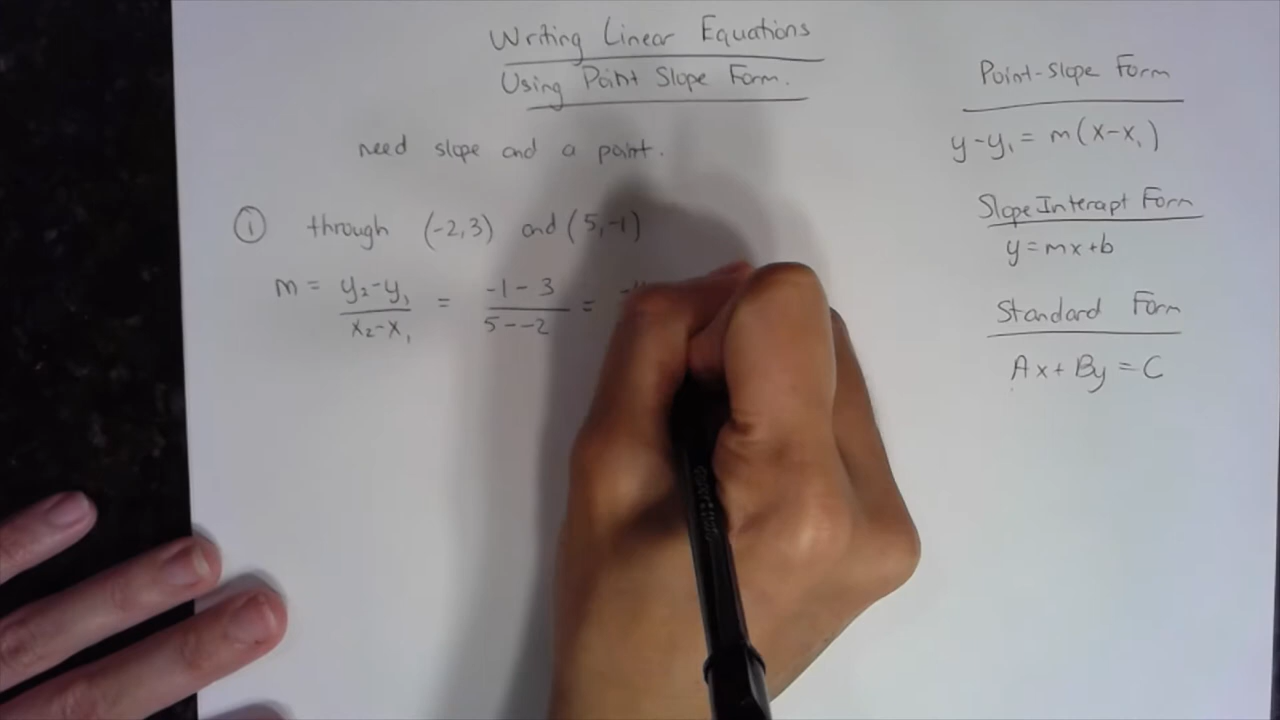 Writing Linear Equations
Using Point Slope Form.
need slope and a point.
① through (-2,3) and (5,-1)
m = y₂-y₁ / x₂-x₁ = -1 - 3 / 5 - -2 =
Point-Slope Form
y-y₁ = m(x-x₁)
Slope Intercept Form
y = mx+b
Standard Form
Ax + By = C